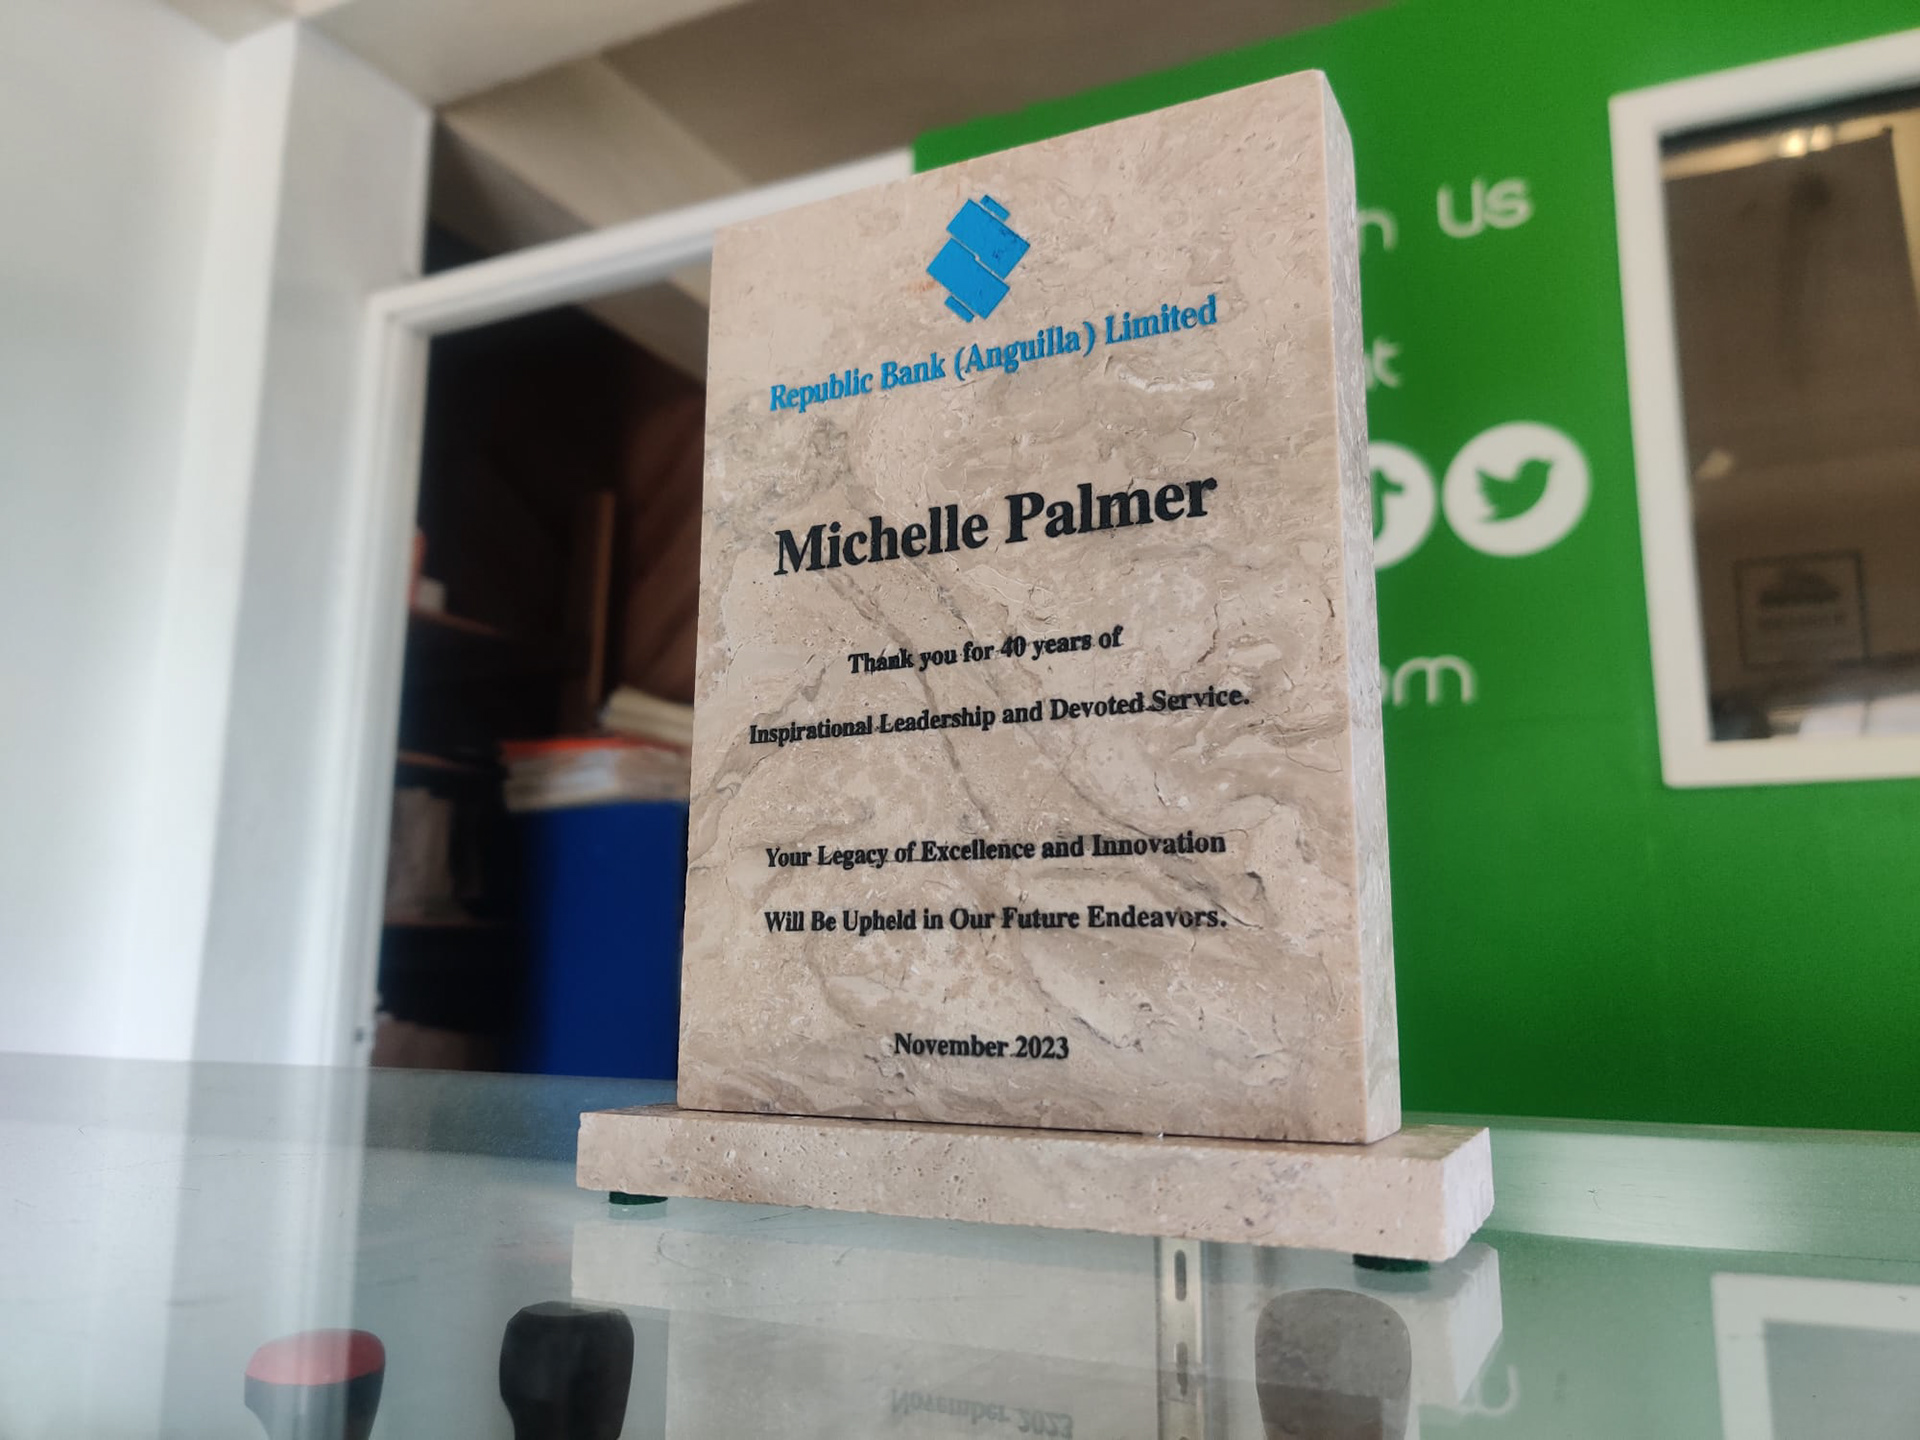 Republic Bank (Anguilla) Limited
Michelle Palmer
Thank you for 40 years of
Inspirational Leadership and Devoted Service.
Your Legacy of Excellence and Innovation
Will Be Upheld in Our Future Endeavors.
November 2023
us